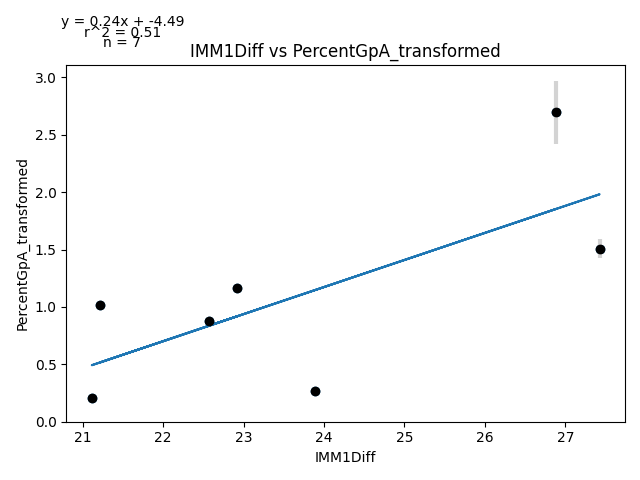 y = 0.24x + -4.49
r^2 = 0.51
n = 7
IMM1Diff vs PercentGpA_transformed
PercentGpA_transformed
3.0
2.5
2.0
1.5
1.0
0.5
0.0
21 22 23 24 25 26 27
IMM1Diff